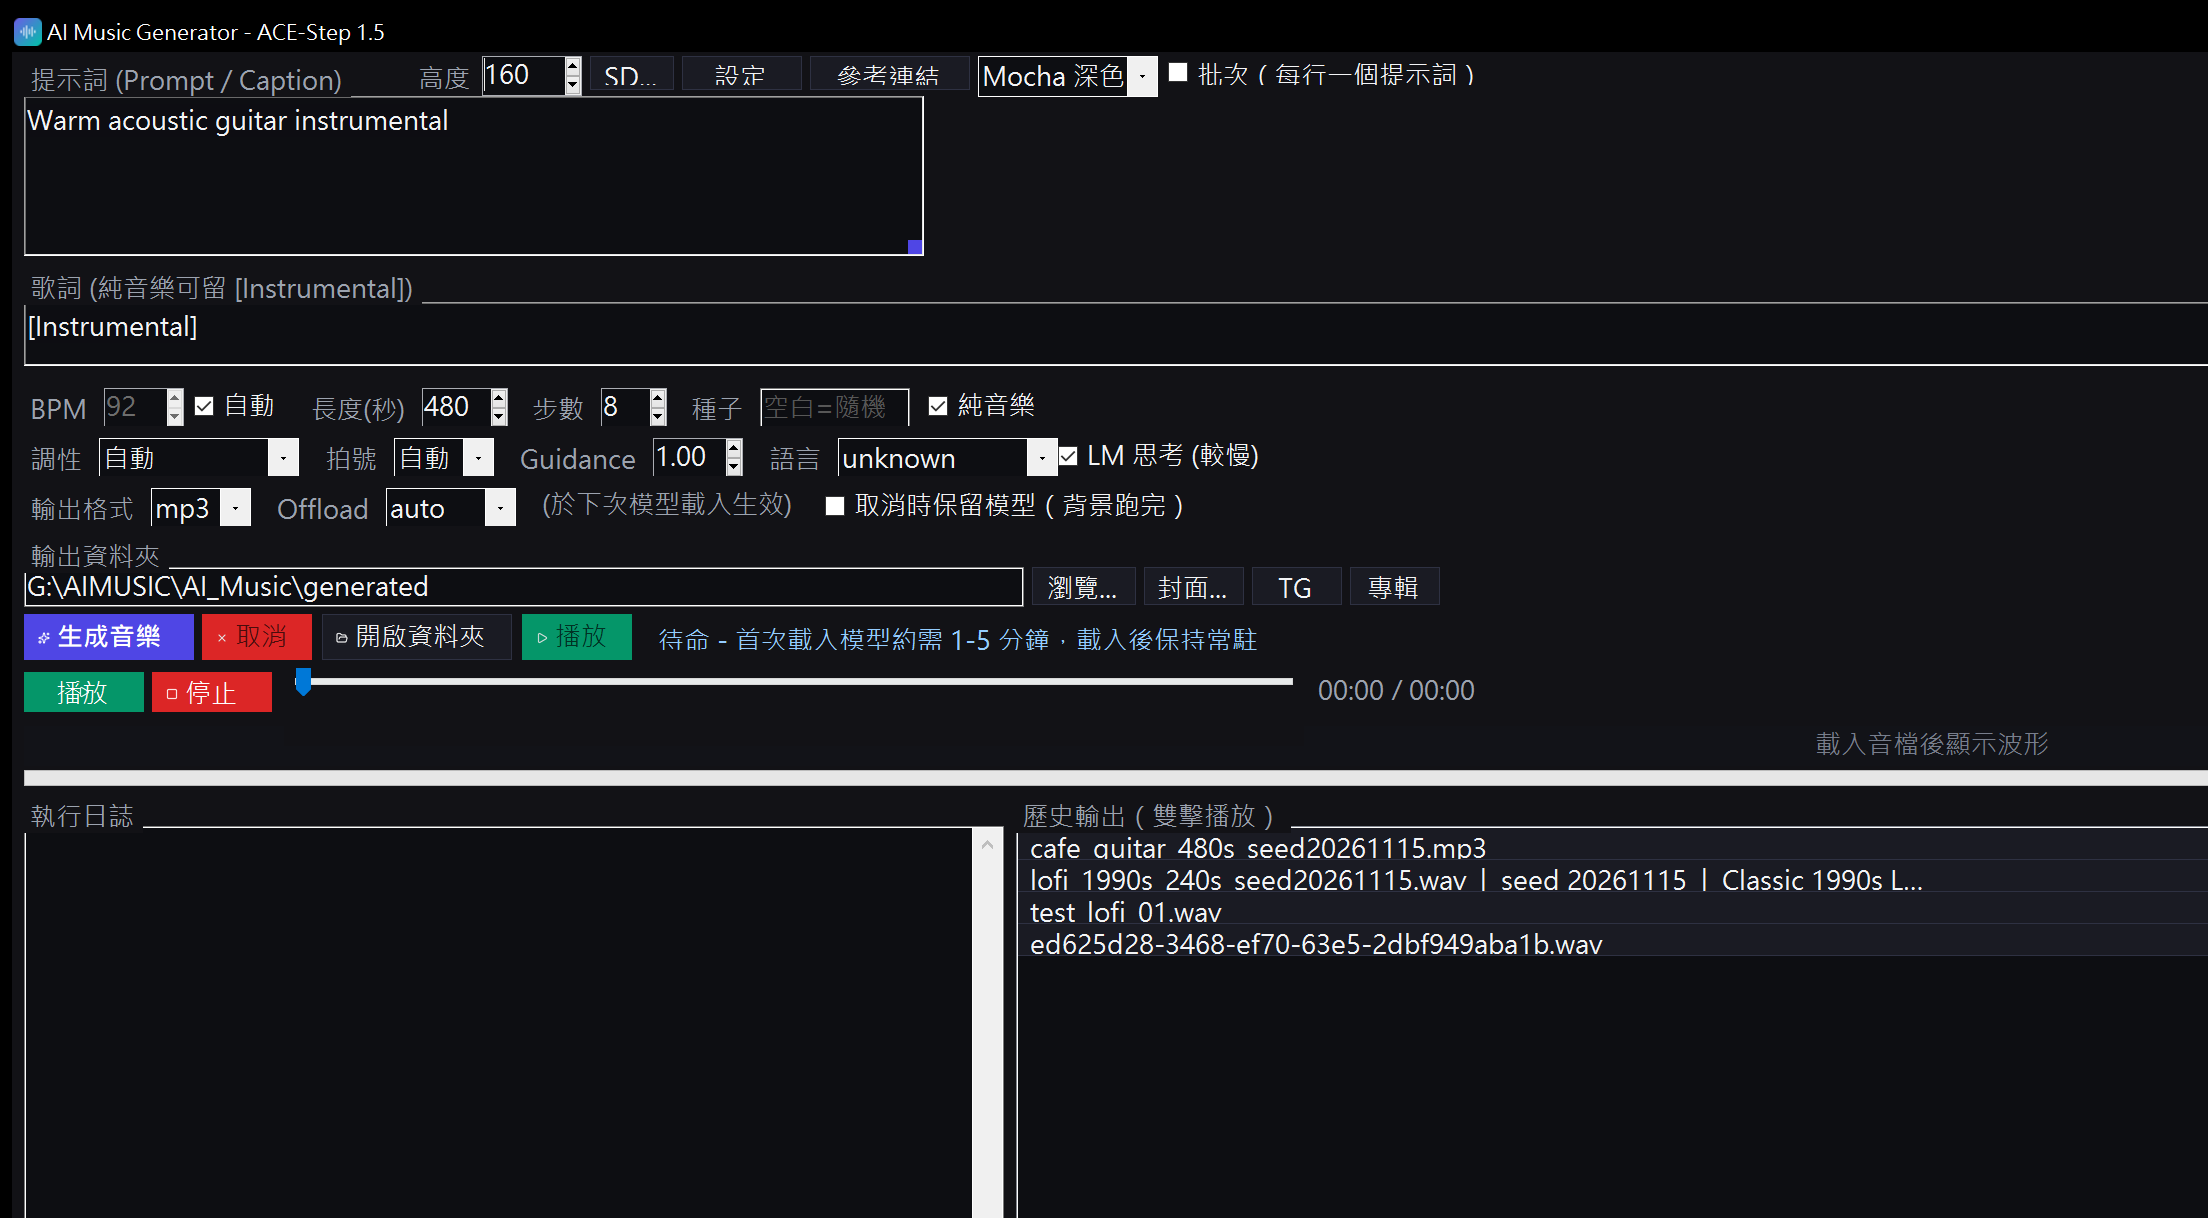 AI Music Generator - ACE-Step 1.5
提示詞 (Prompt / Caption) 高度 160 SD... 設定 參考連結 Mocha 深色 批次（每行一個提示詞）
Warm acoustic guitar instrumental
歌詞 (純音樂可留 [Instrumental])
[Instrumental]
BPM 92 自動 長度(秒) 480 步數 8 種子 空白=隨機 純音樂
調性 自動 拍號 自動 Guidance 1.00 語言 unknown LM 思考 (較慢)
輸出格式 mp3 Offload auto (於下次模型載入生效) 取消時保留模型（背景跑完）
輸出資料夾
G:\AIMUSIC\AI_Music\generated 瀏覽... 封面... TG 專輯
生成音樂 取消 開啟資料夾 播放 待命 - 首次載入模型約需 1-5 分鐘，載入後保持常駐
播放 停止 00:00 / 00:00
載入音檔後顯示波形
執行日誌 歷史輸出（雙擊播放）
cafe_guitar_480s_seed20261115.mp3
lofi_1990s_240s_seed20261115.wav | seed 20261115 | Classic 1990s L...
test_lofi_01.wav
ed625d28-3468-ef70-63e5-2dbf949aba1b.wav